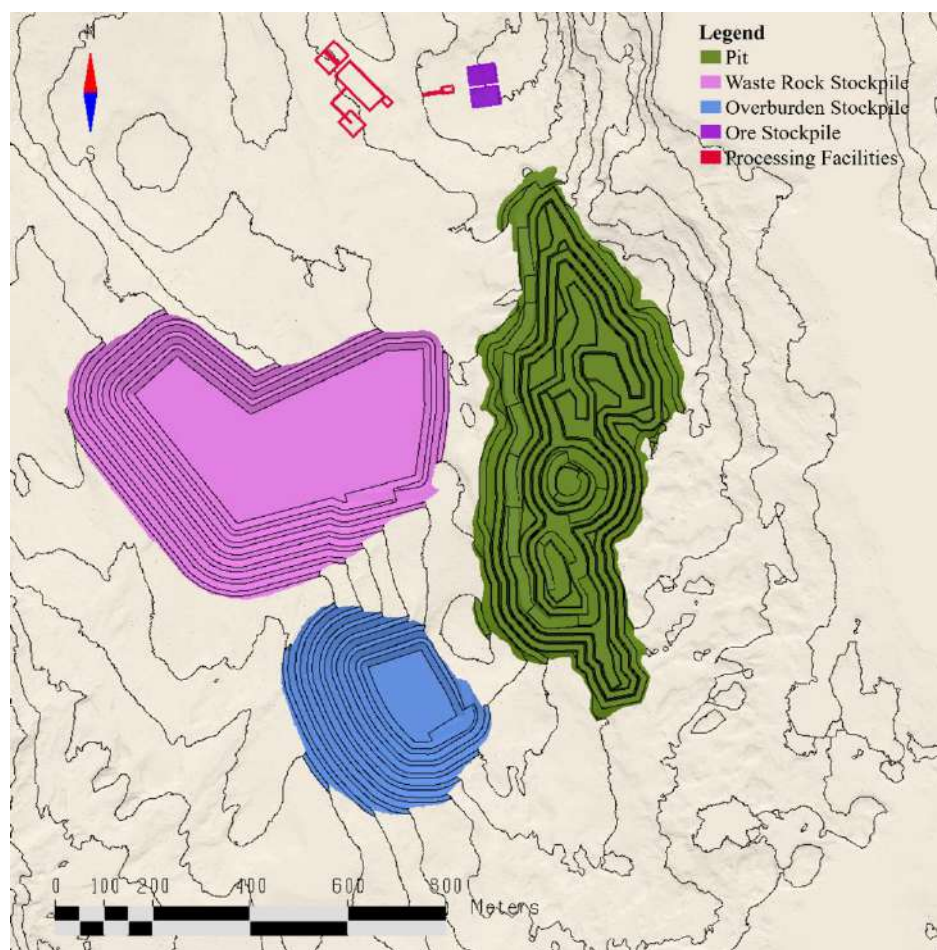 N
S
Legend
Pit
Waste Rock Stockpile
Overburden Stockpile
Ore Stockpile
Processing Facilities
0 100 200 400 600 800
Meters